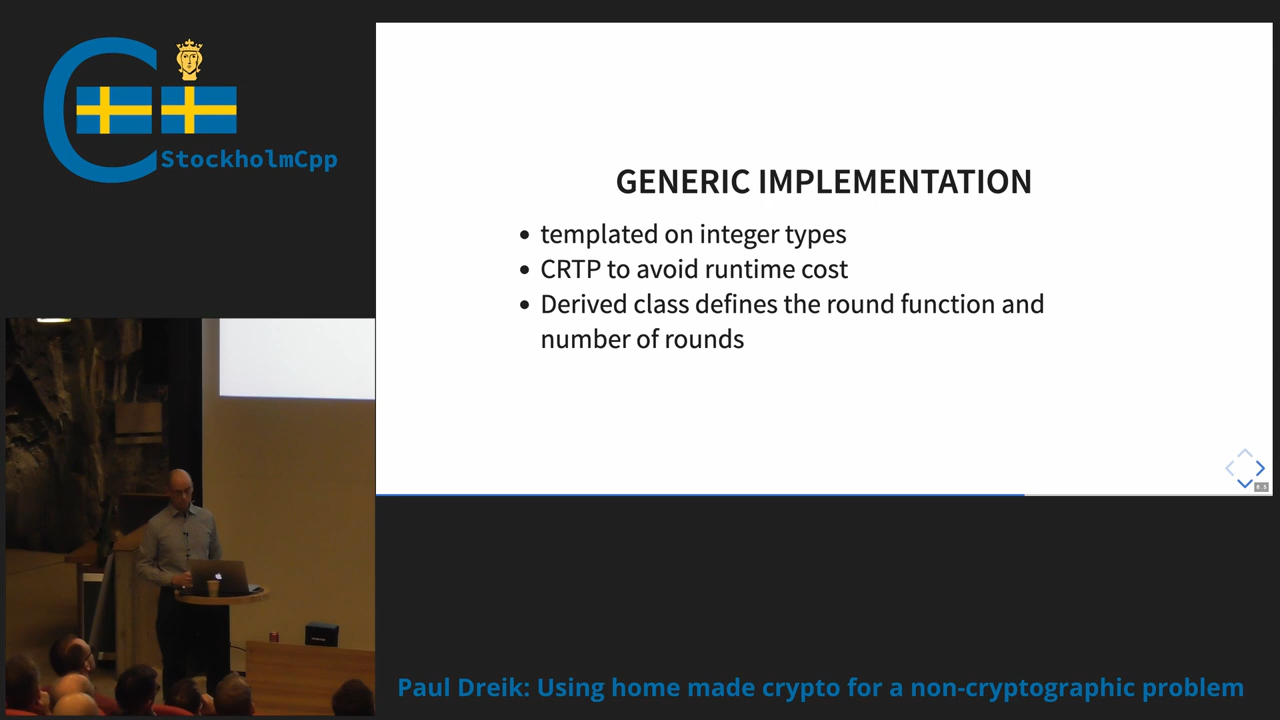 StockholmCpp
GENERIC IMPLEMENTATION
templated on integer types
CRTP to avoid runtime cost
Derived class defines the round function and
number of rounds
Paul Dreik: Using home made crypto for a non-cryptographic problem